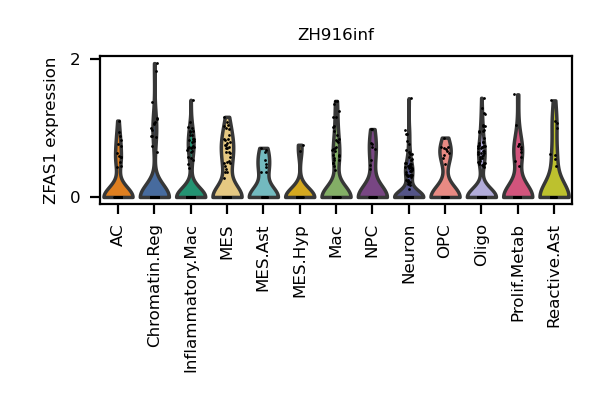 ZH916inf
ZFAS1 expression
2
0
AC
Chromatin.Reg
Inflammatory.Mac
MES
MES.Ast
MES.Hyp
Mac
NPC
Neuron
OPC
Oligo
Prolif.Metab
Reactive.Ast